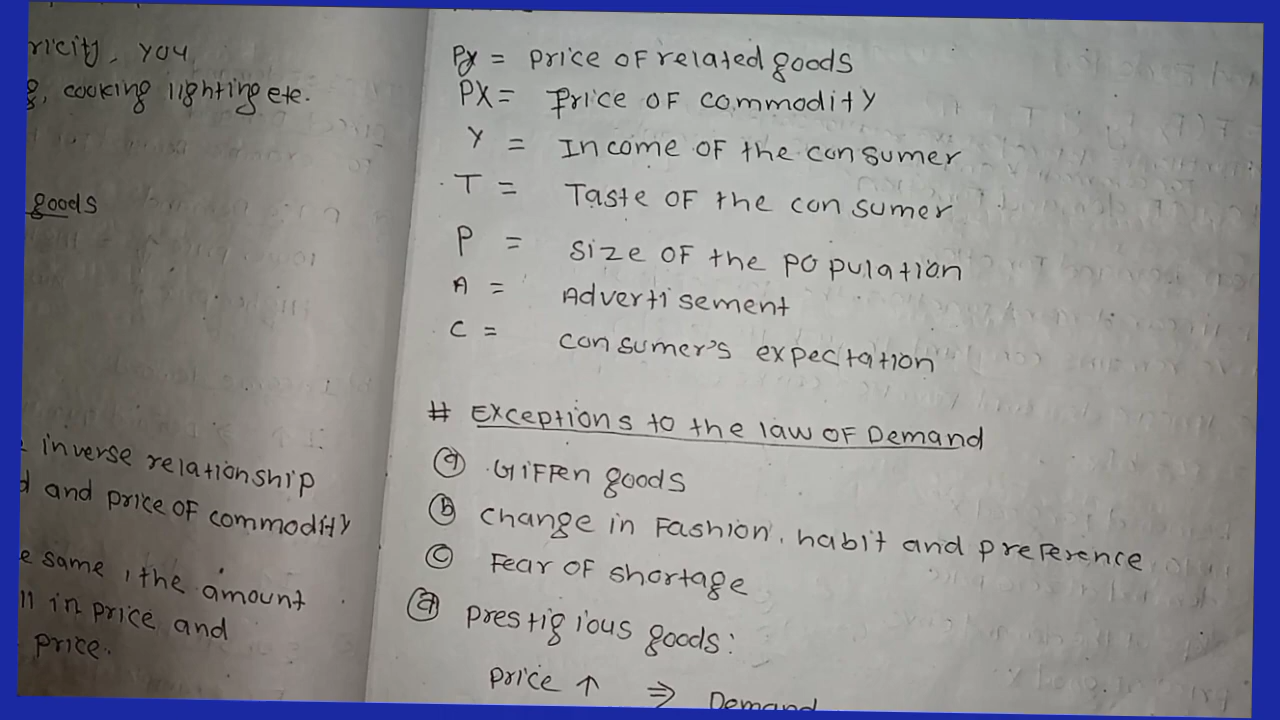 ricity, you
g, cooking lighting etc.
goods
inverse relationship
d and price of commodity
e same, the amount
ll in price and
price.
Py = price of related goods
PX = price of commodity
Y = Income of the consumer
T = Taste of the consumer
P = size of the population
A = Advertisement
C = consumer's expectation
# Exceptions to the law of Demand
(a) Giffen goods
(b) change in Fashion, habit and preference
(c) Fear of shortage
(d) prestigious goods:
price ↑ ⇒ Demand